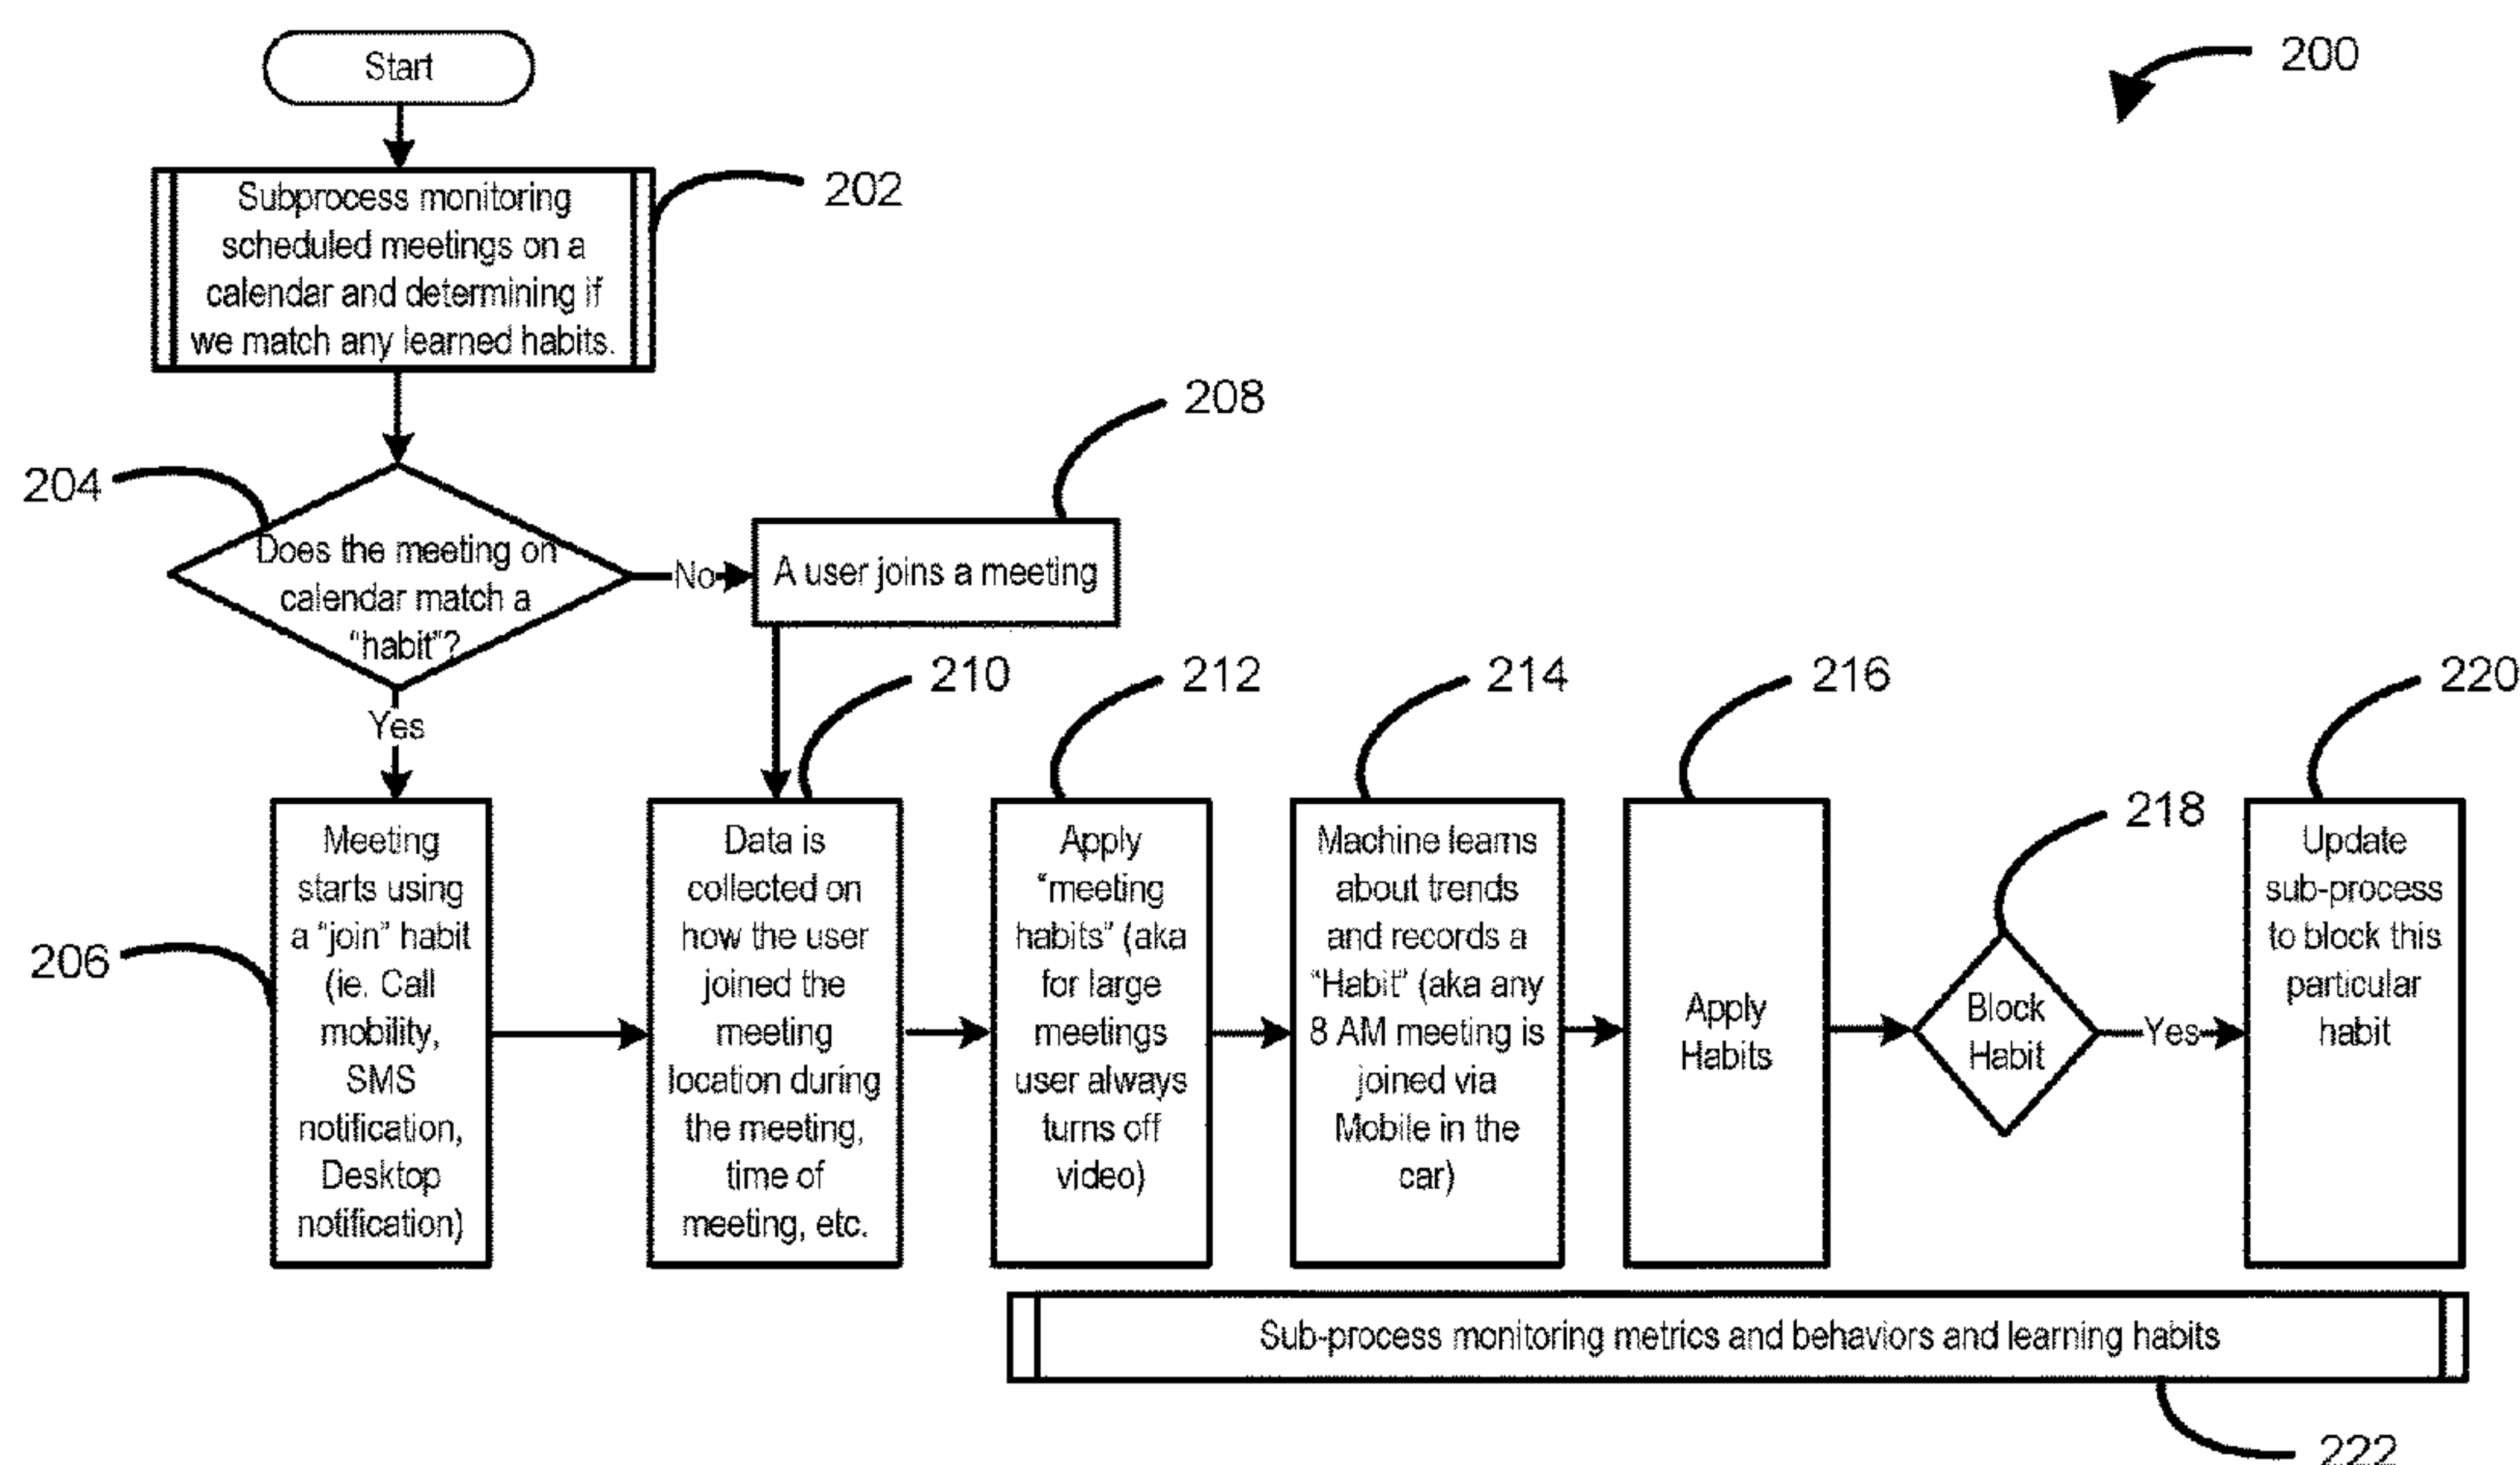 Start
200
Subprocess monitoring
scheduled meetings on a
calendar and determining if
we match any learned habits.
202
208
204
Does the meeting on
calendar match a
“habit”?
No
A user joins a meeting
Yes
210
212
214
216
220
218
206
Meeting
starts using
a “join” habit
(ie. Call
mobility,
SMS
notification,
Desktop
notification)
Data is
collected on
how the user
joined the
meeting
location during
the meeting,
time of
meeting, etc.
Apply
“meeting
habits” (aka
for large
meetings
user always
turns off
video)
Machine learns
about trends
and records a
“Habit” (aka any
8 AM meeting is
joined via
Mobile in the
car)
Apply
Habits
Block
Habit
Yes
Update
sub-process
to block this
particular
habit
Sub-process monitoring metrics and behaviors and learning habits
222